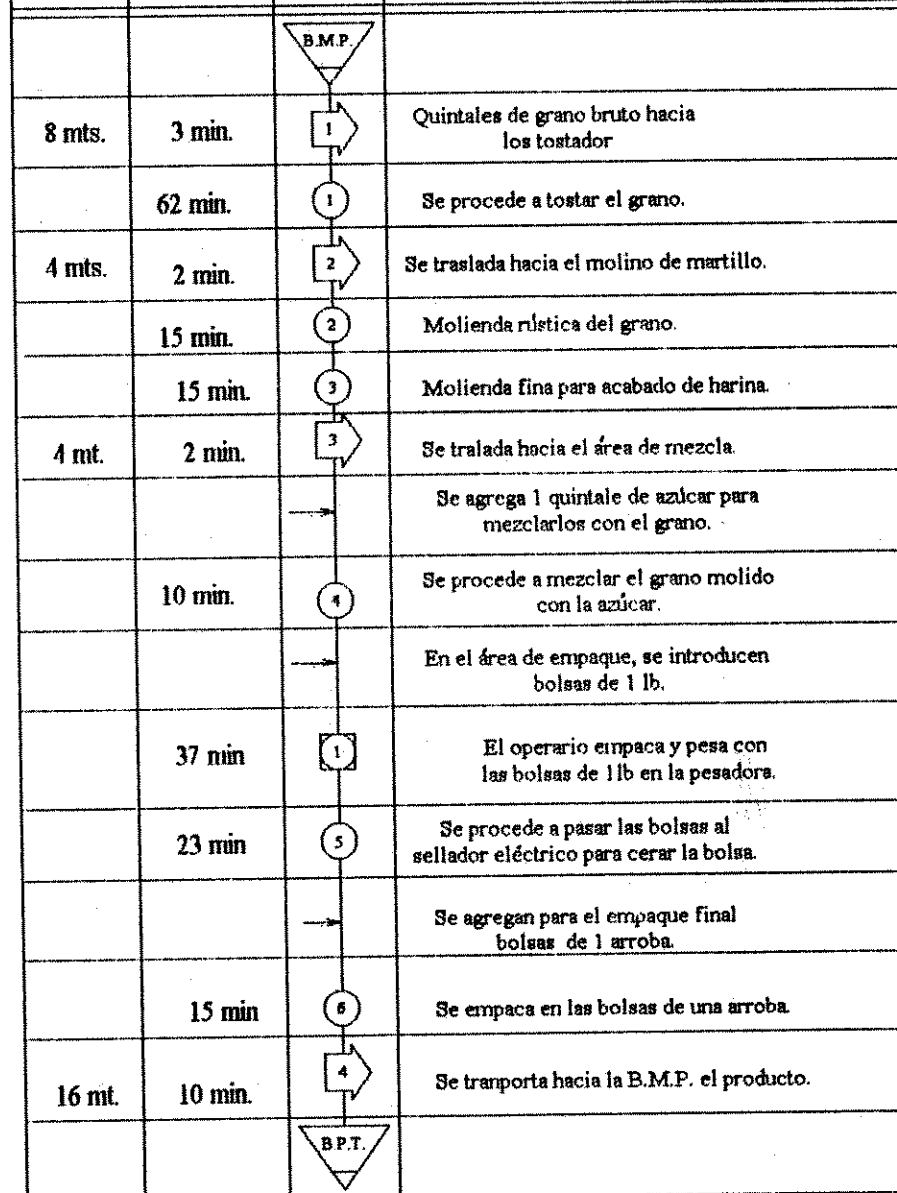 B.M.P.
8 mts. 3 min. 1 Quintales de grano bruto hacia
los tostador
62 min. 1 Se procede a tostar el grano.
4 mts. 2 min. 2 Se traslada hacia el molino de martillo.
15 min. 2 Molienda rústica del grano.
15 min. 3 Molienda fina para acabado de harina.
4 mt. 2 min. 3 Se tralada hacia el área de mezcla.
Se agrega 1 quintale de azúcar para
mezclarlos con el grano.
10 min. 4 Se procede a mezclar el grano molido
con la azúcar.
En el área de empaque, se introducen
bolsas de 1 lb.
37 min 1 El operario empaca y pesa con
las bolsas de 1lb en la pesadora.
23 min 5 Se procede a pasar las bolsas al
sellador eléctrico para cerar la bolsa.
Se agregan para el empaque final
bolsas de 1 arroba.
15 min 6 Se empaca en las bolsas de una arroba.
16 mt. 10 min. 4 Se tranporta hacia la B.M.P. el producto.
B.P.T.